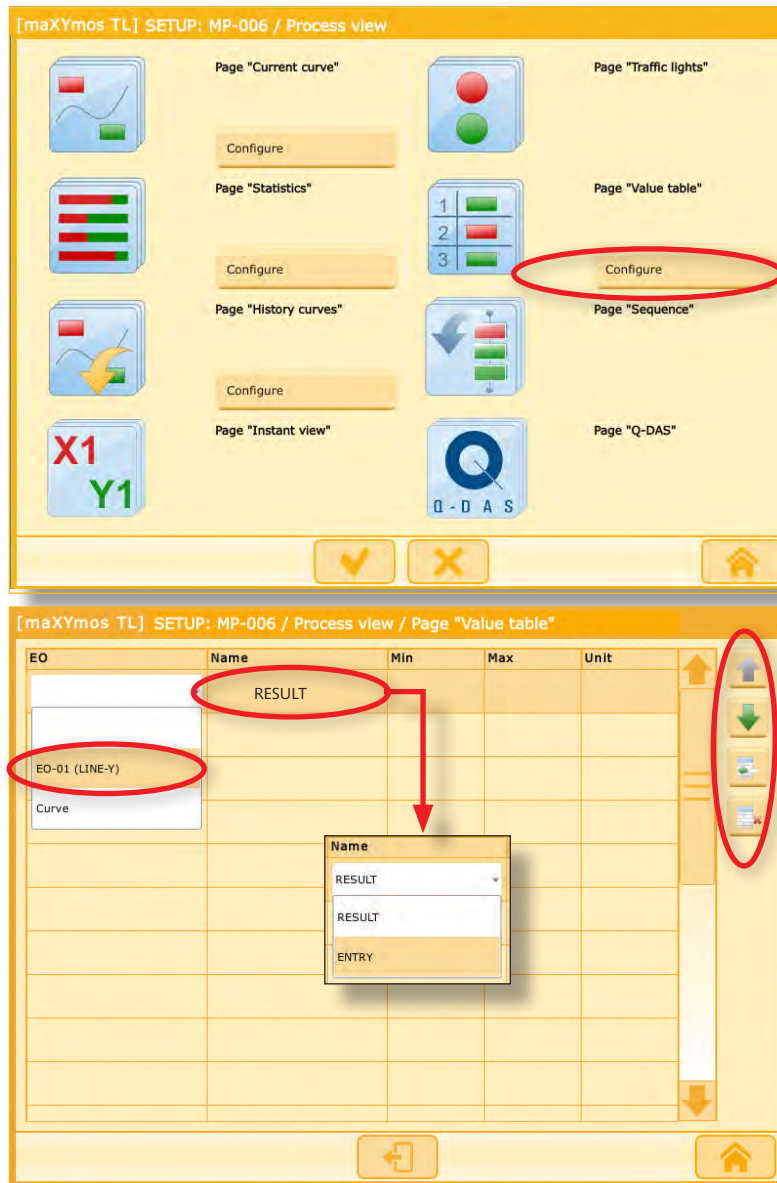 [maXYmos TL] SETUP: MP-006 / Process view
Page "Current curve"
Configure
Page "Traffic lights"
Page "Statistics"
Configure
1
2
3
Page "Value table"
Configure
Page "History curves"
Configure
Page "Sequence"
X1
Y1
Page "Instant view"
Q-DAS
Page "Q-DAS"
[maXYmos TL] SETUP: MP-006 / Process view / Page "Value table"
EO Name Min Max Unit
RESULT
EO-01 (LINE-Y)
Curve
Name
RESULT
RESULT
ENTRY